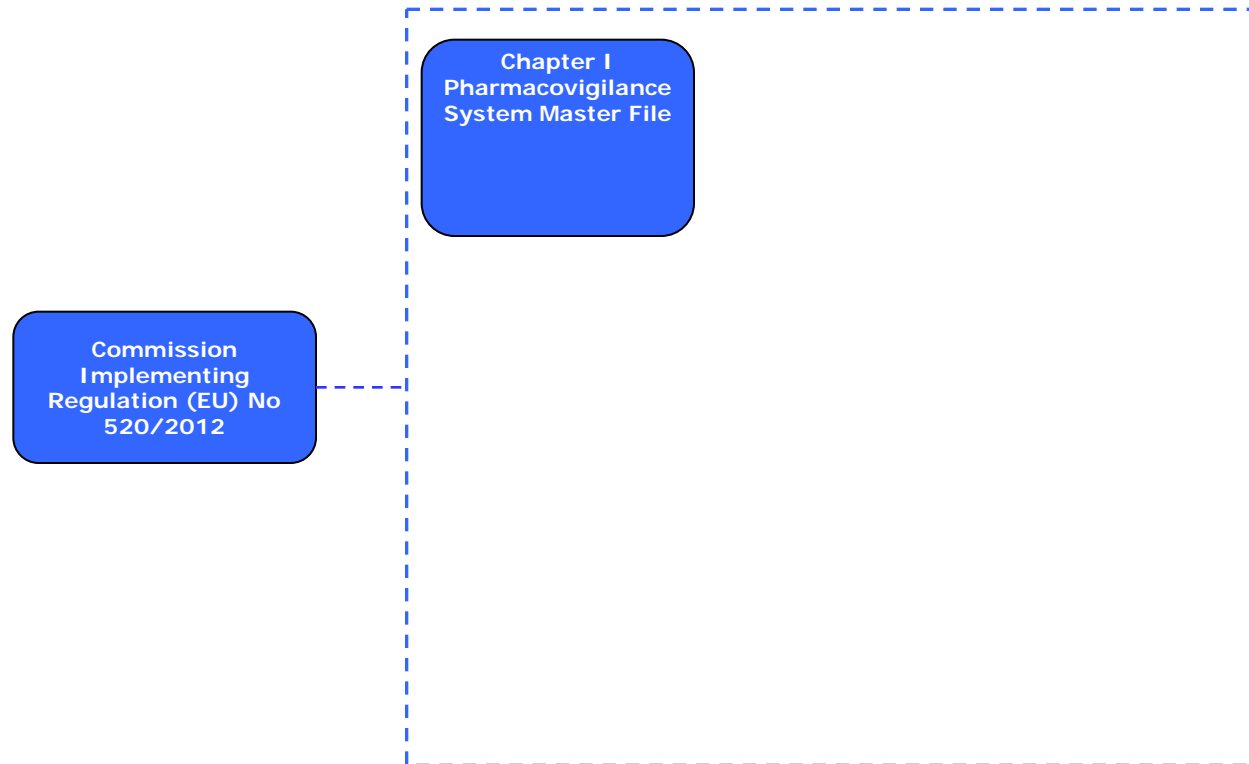 Chapter I
Pharmacovigilance
System Master File
Commission
Implementing
Regulation (EU) No
520/2012